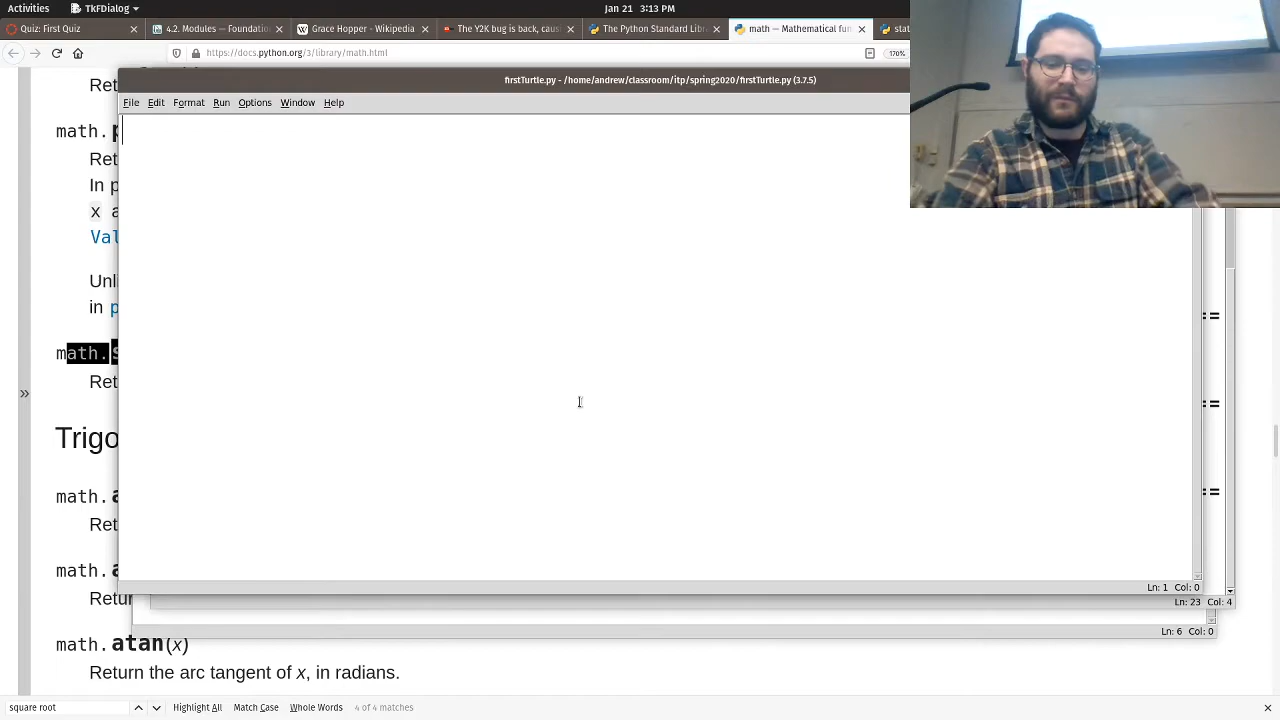 Activities TkFDialog Jan 21 3:13 PM
Quiz: First Quiz
4.2. Modules — Foundatio
Grace Hopper - Wikipedia
The Y2K bug is back, caus
The Python Standard Libra
math — Mathematical fun
stat
https://docs.python.org/3/library/math.html
170%
Ret
firstTurtle.py - /home/andrew/classroom/itp/spring2020/firstTurtle.py (3.7.5)
File Edit Format Run Options Window Help
math.p
Ret
In p
x a
Val
Unl
in p
math.s
Ret
Trigo
math.a
Ret
math.a
Retur
math.atan(x)
Return the arc tangent of x, in radians.
Ln: 1 Col: 0
Ln: 23 Col: 4
Ln: 6 Col: 0
square root Highlight All Match Case Whole Words 4 of 4 matches